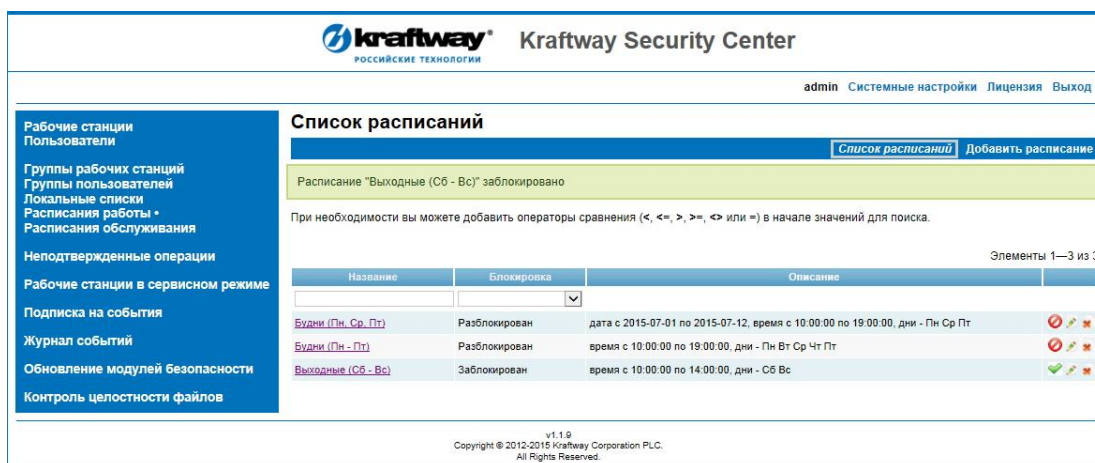 kraftway®
РОССИЙСКИЕ ТЕХНОЛОГИИ
Kraftway Security Center
admin Системные настройки Лицензия Выход
Рабочие станции
Пользователи
Группы рабочих станций
Группы пользователей
Локальные списки
Расписания работы •
Расписания обслуживания
Неподтвержденные операции
Рабочие станции в сервисном режиме
Подписка на события
Журнал событий
Обновление модулей безопасности
Контроль целостности файлов
Список расписаний
Список расписаний Добавить расписание
Расписание "Выходные (Сб - Вс)" заблокировано
При необходимости вы можете добавить операторы сравнения (<, <=, >, >=, <> или =) в начале значений для поиска.
Элементы 1—3 из 3
Название Блокировка Описание
Будни (Пн, Ср, Пт) Разблокирован дата с 2015-07-01 по 2015-07-12, время с 10:00:00 по 19:00:00, дни - Пн Ср Пт
Будни (Пн - Пт) Разблокирован время с 10:00:00 по 19:00:00, дни - Пн Вт Ср Чт Пт
Выходные (Сб - Вс) Заблокирован время с 10:00:00 по 14:00:00, дни - Сб Вс
v1.1.9
Copyright © 2012-2015 Kraftway Corporation PLC.
All Rights Reserved.